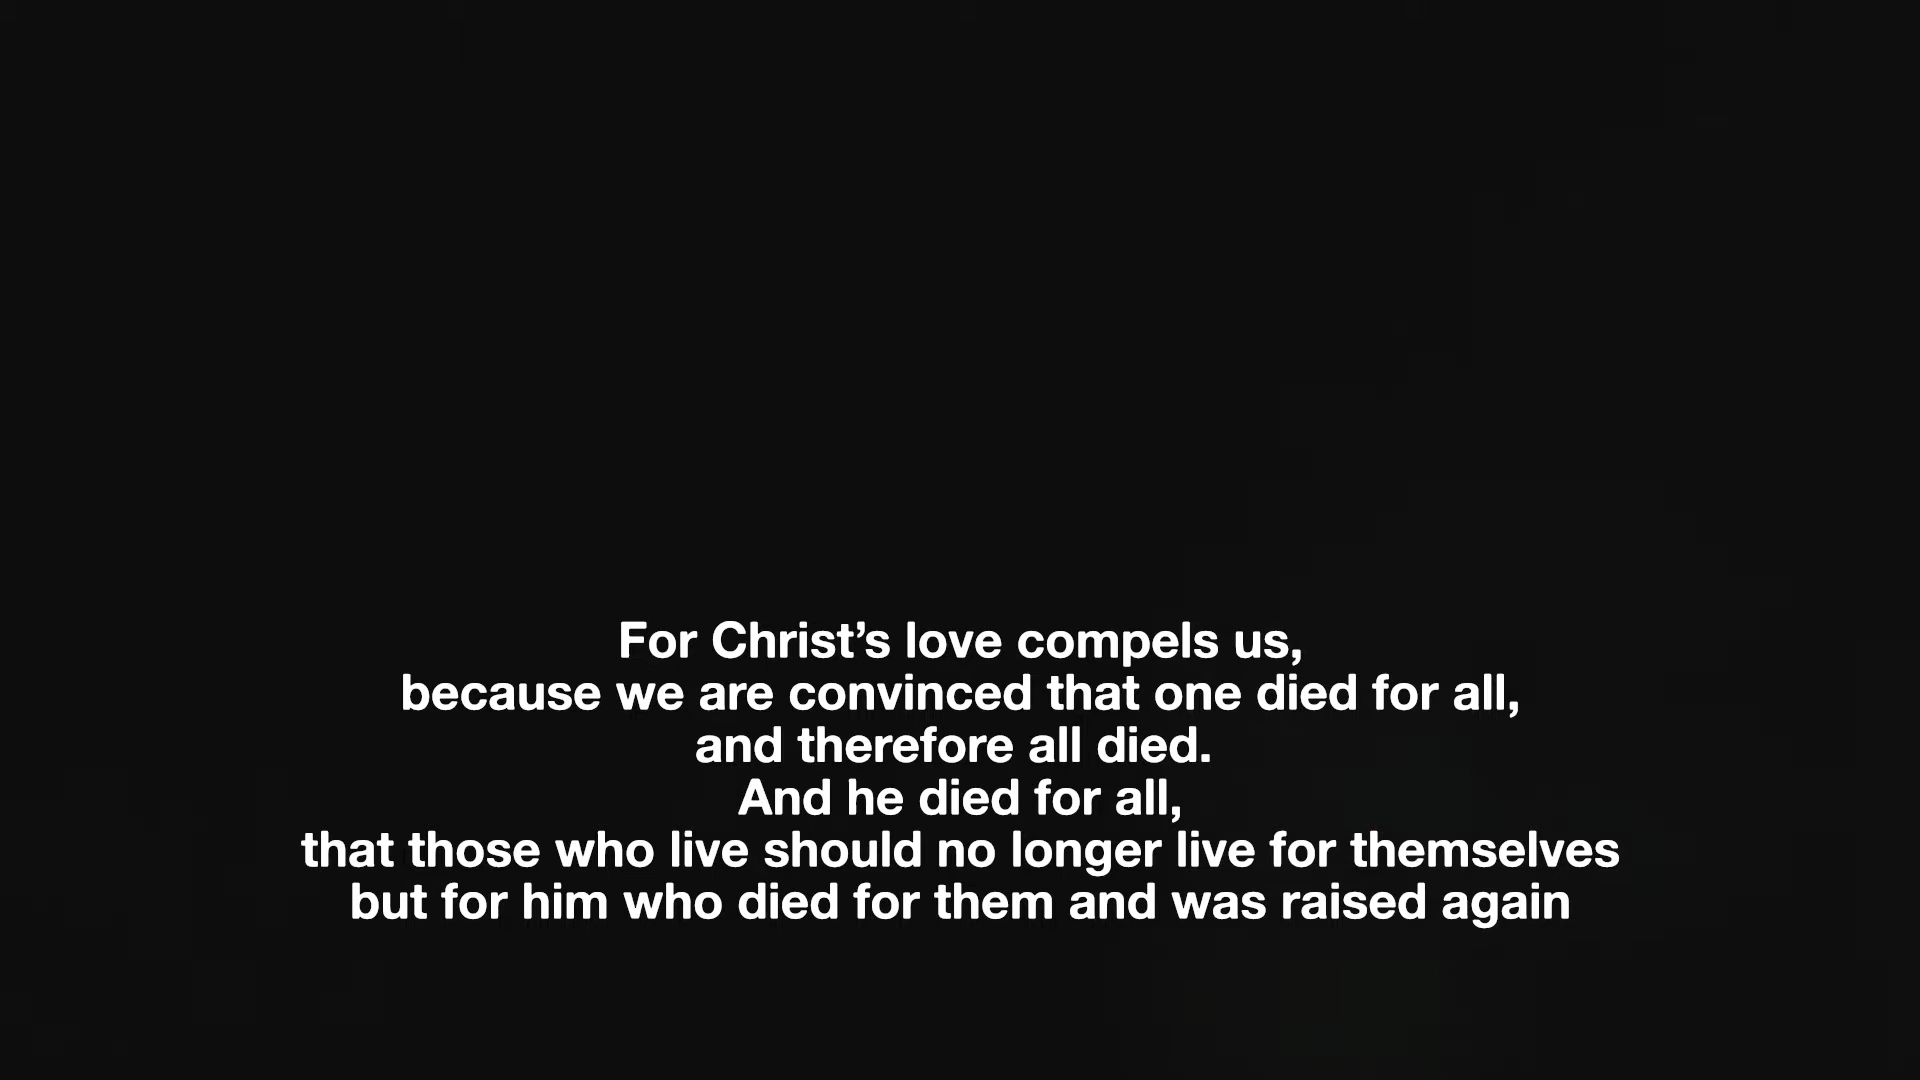 For Christ’s love compels us,
because we are convinced that one died for all,
and therefore all died.
And he died for all,
that those who live should no longer live for themselves
but for him who died for them and was raised again